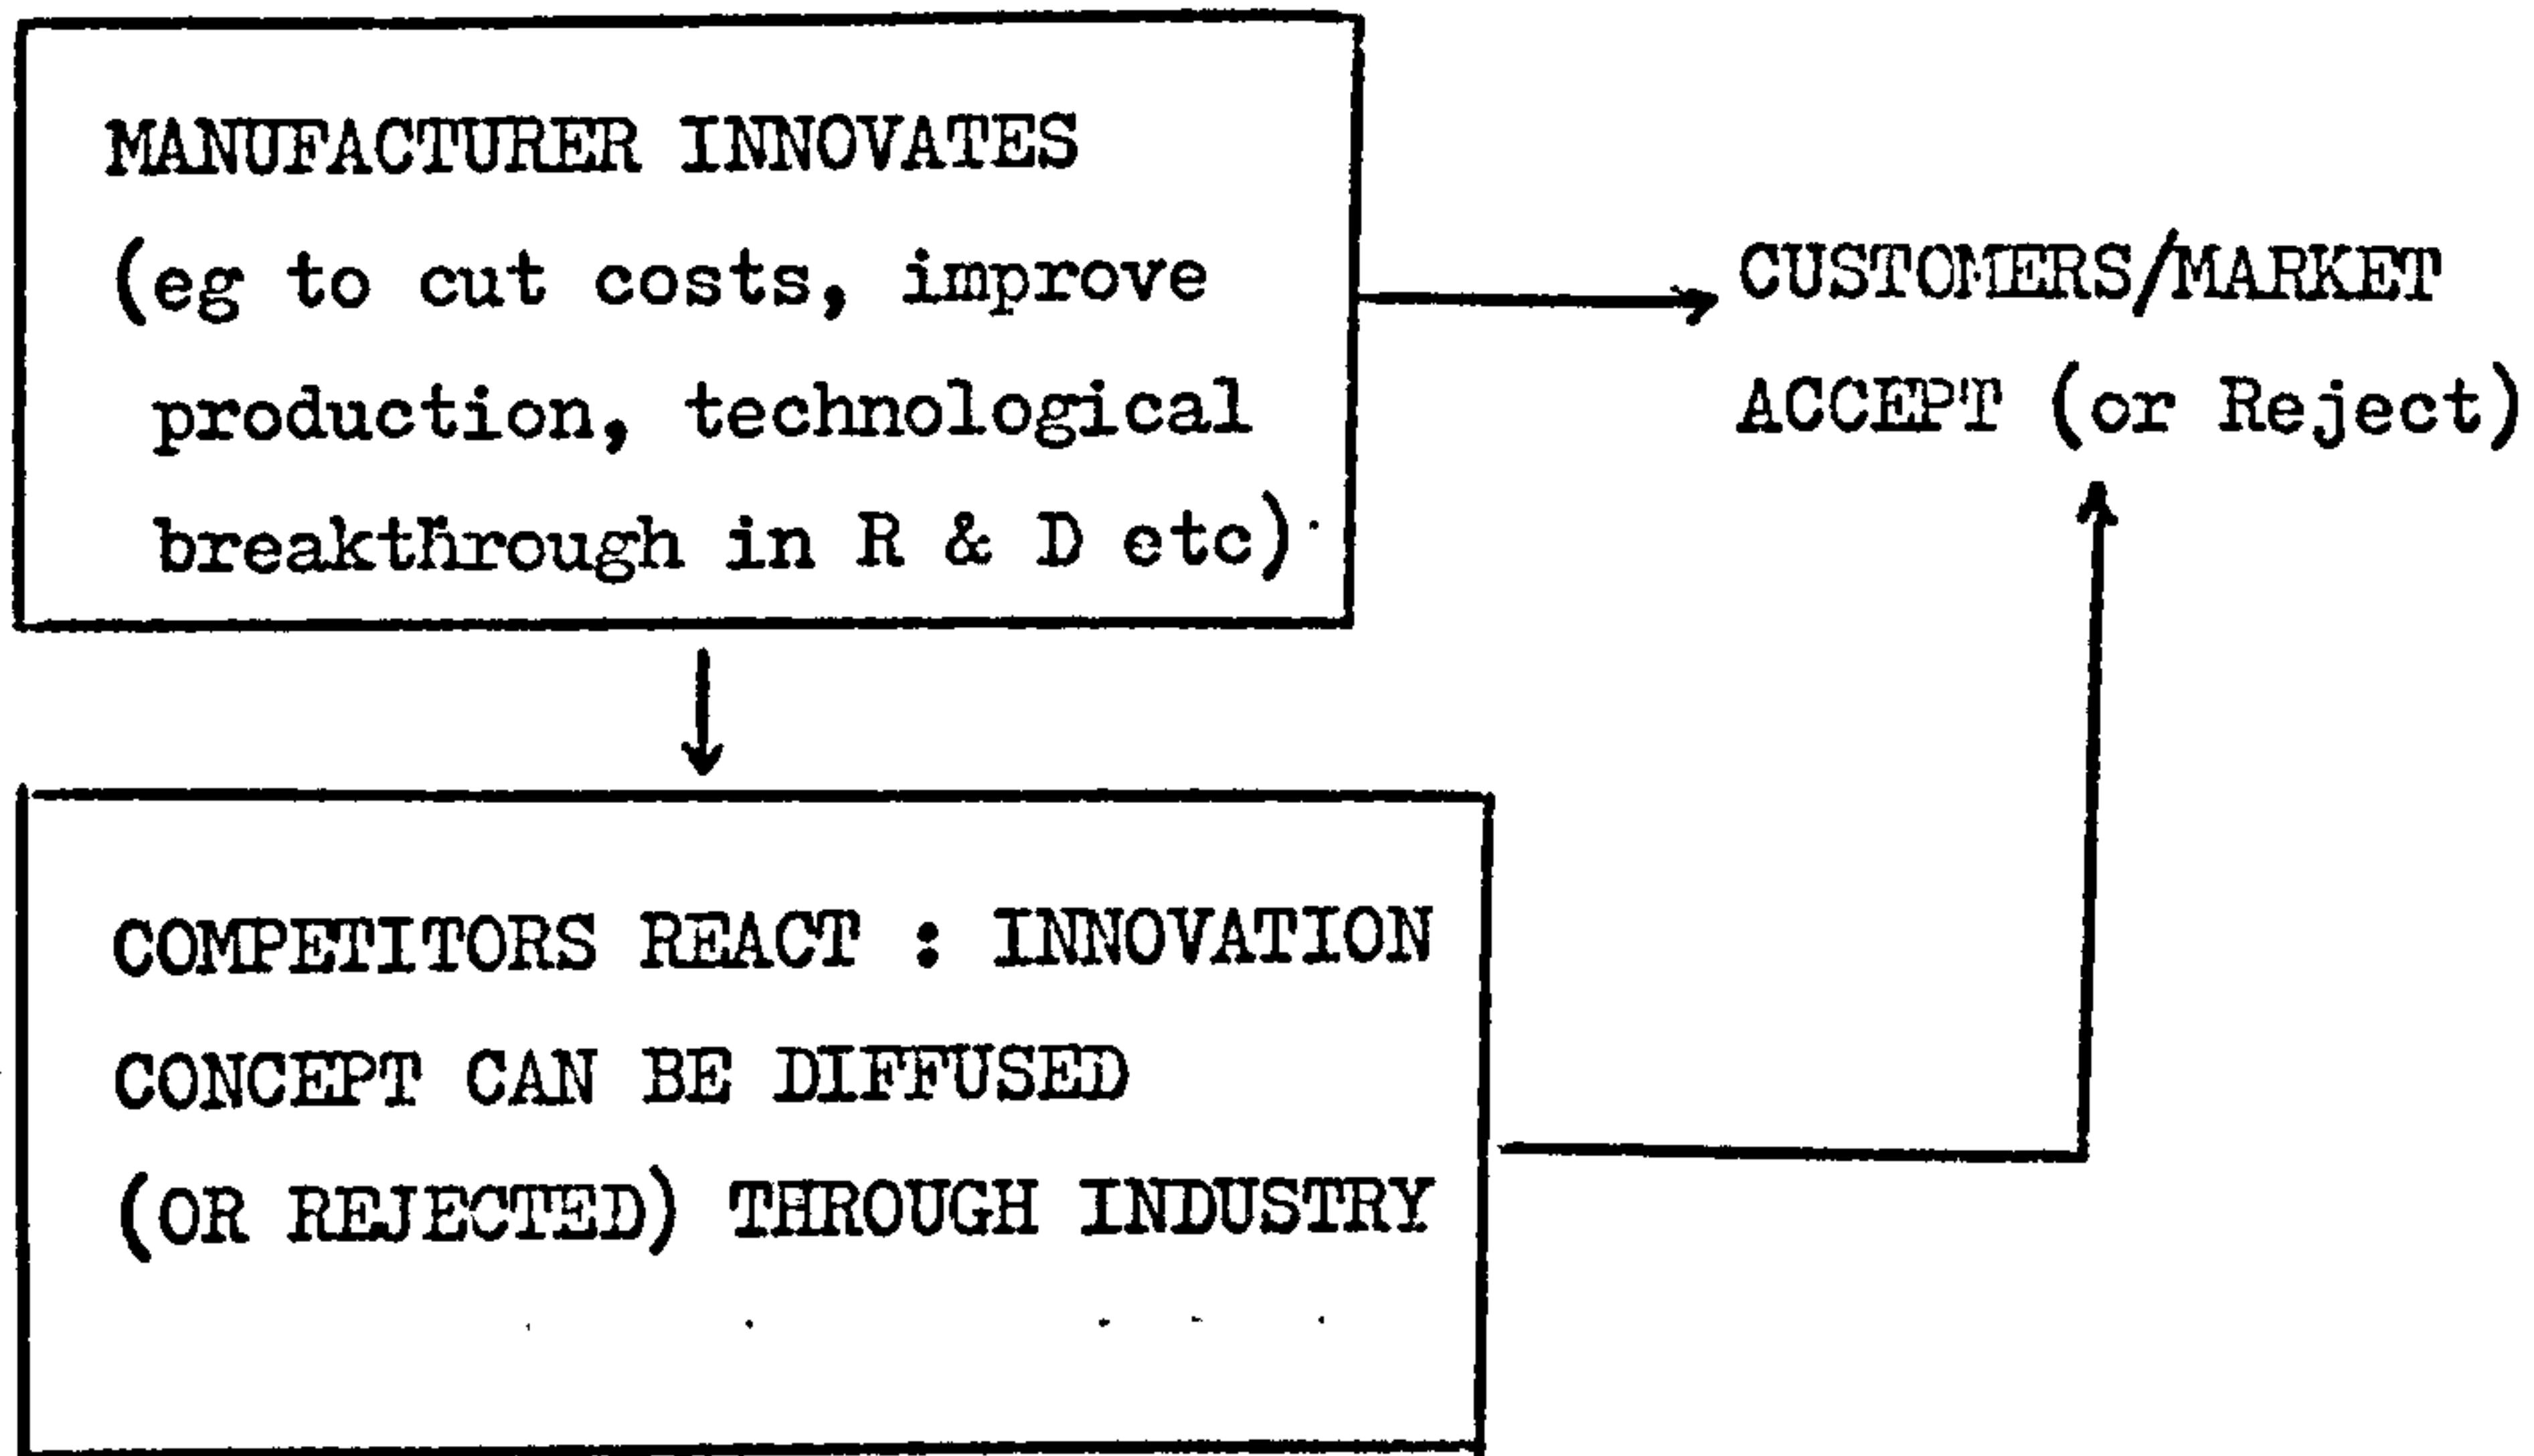 MANUFACTURER INNOVATES
(eg to cut costs, improve
production, technological
breakthrough in R & D etc)
CUSTOMERS/MARKET
ACCEPT (or Reject)
COMPETITORS REACT : INNOVATION
CONCEPT CAN BE DIFFUSED
(OR REJECTED) THROUGH INDUSTRY